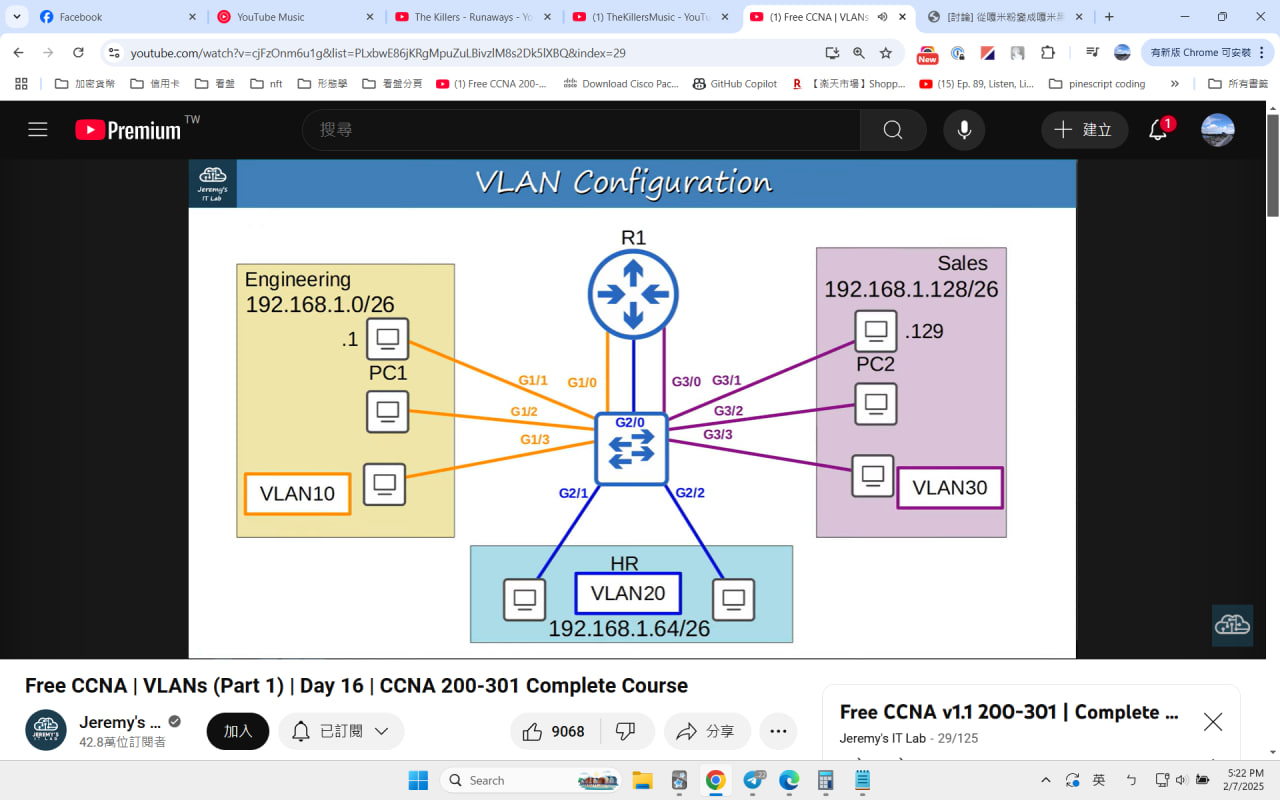 Facebook
YouTube Music
The Killers - Runaways - Yo
(1) TheKillersMusic - YouTu
(1) Free CCNA | VLANs
[討論] 從嘎米粉變成嘎米黑
youtube.com/watch?v=cjFzOnm6u1g&list=PLxbwE86jKRgMpuZuLBivzlM8s2Dk5lXBQ&index=29
New
有新版 Chrome 可安裝
加密貨幣
信用卡
看盤
nft
形態學
看盤分頁
(1) Free CCNA 200-...
Download Cisco Pac...
GitHub Copilot
R
【楽天市場】Shopp...
(15) Ep. 89, Listen, Li...
pinescript coding
»
所有書籤
Premium
TW
搜尋
建立
1
Jeremy's
IT Lab
VLAN Configuration
R1
Engineering
192.168.1.0/26
.1
PC1
VLAN10
Sales
192.168.1.128/26
.129
PC2
VLAN30
G1/1
G1/0
G3/0
G3/1
G1/2
G3/2
G2/0
G1/3
G3/3
G2/1
G2/2
HR
VLAN20
192.168.1.64/26
Free CCNA | VLANs (Part 1) | Day 16 | CCNA 200-301 Complete Course
JEREMY'S
Jeremy's ...
42.8萬位訂閱者
加入
已訂閱
9068
分享
Free CCNA v1.1 200-301 | Complete ...
Jeremy's IT Lab - 29/125
Search
22
英
ㄅ
5:22 PM
2/7/2025